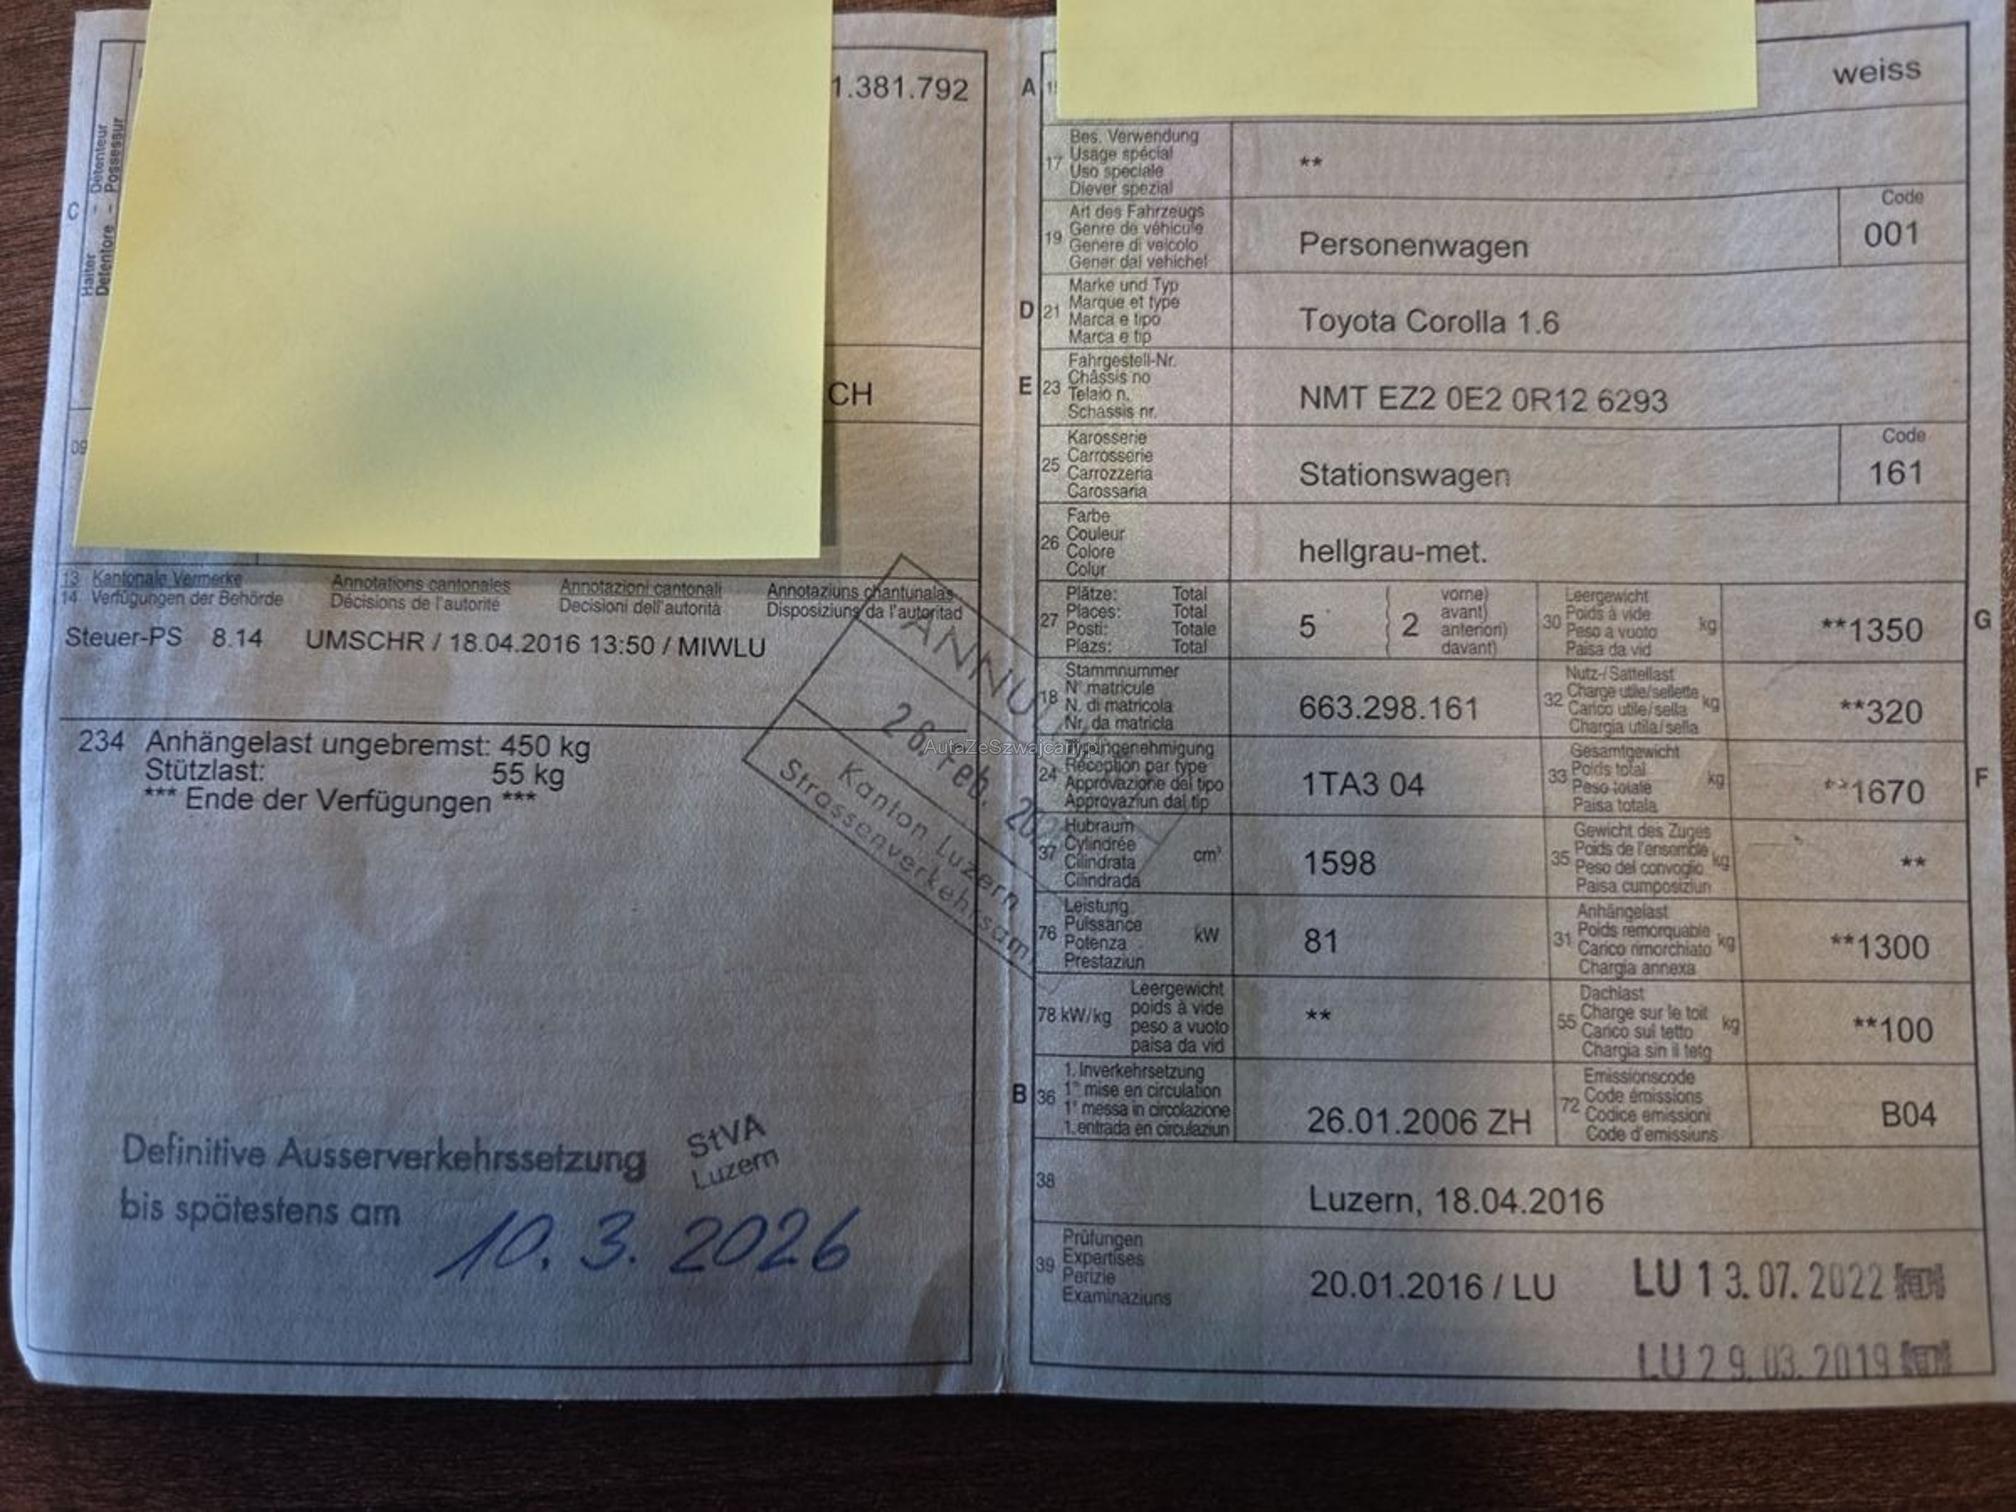 1.381.792
C
Halter - Détenteur
Detentore - Possessur
CH
09
13 Kantonale Vermerke Annotations cantonales Annotazioni cantonali Annotaziuns chantunalas
14 Verfügungen der Behörde Décisions de l'autorité Decisioni dell'autorità Disposiziuns da l'autoritad
Steuer-PS 8.14 UMSCHR / 18.04.2016 13:50 / MIWLU
234 Anhängelast ungebremst: 450 kg
Stützlast: 55 kg
*** Ende der Verfügungen ***
28. Feb.
Kanton Luzern
Strassenverkehrsam
AutaZeSzwajcarii.pl
Definitive Ausserverkehrssetzung
bis spätestens am
StVA
Luzern
10. 3. 2026
A
weiss
17 Bes. Verwendung
Usage spécial
Uso speciale
Diever spezial
**
19 Art des Fahrzeugs
Genre de véhicule
Genere di veicolo
Gener dal vehichel
Personenwagen
Code
001
D 21 Marke und Typ
Marque et type
Marca e tipo
Marca e tip
Toyota Corolla 1.6
E 23 Fahrgestell-Nr.
Châssis no
Telaio n.
Schassis nr.
NMT EZ2 0E2 0R12 6293
25 Karosserie
Carrosserie
Carrozzeria
Carossaria
Stationswagen
Code
161
26 Farbe
Couleur
Colore
Colur
hellgrau-met.
27 Plätze: Total
Places: Total
Posti: Totale
Plazs: Total
5 ( 2 vorne)
avant)
anteriori)
davant)
30 Leergewicht
Poids à vide
Peso a vuoto
Paisa da vid
kg
**1350
G
18 Stammnummer
N° matricule
N. di matricola
Nr. da matricla
663.298.161
32 Nutz-/Sattellast
Charge utile/sellette
Carico utile/sella
Chargia utila/sella
kg
**320
24 Typengenehmigung
Réception par type
Approvazione del tipo
Approvaziun dal tip
1TA3 04
33 Gesamtgewicht
Poids total
Peso totale
Paisa totala
kg
**1670
F
37 Hubraum
Cylindrée
Cilindrata
Cilindrada
cm³
1598
35 Gewicht des Zuges
Poids de l'ensemble
Peso del convoglio
Paisa cumposiziun
kg
**
76 Leistung
Puissance
Potenza
Prestaziun
kW
81
31 Anhängelast
Poids remorquable
Carico rimorchiato
Chargia annexa
kg
**1300
78 kW/kg Leergewicht
poids à vide
peso a vuoto
paisa da vid
**
55 Dachlast
Charge sur le toit
Carico sul tetto
Chargia sin il tetg
kg
**100
B 36 1. Inverkehrsetzung
1° mise en circulation
1° messa in circolazione
1. entrada en circulaziun
26.01.2006 ZH
72 Emissionscode
Code émissions
Codice emissioni
Code d'emissiuns
B04
38
Luzern, 18.04.2016
39 Prüfungen
Expertises
Perizie
Examinaziuns
20.01.2016 / LU
LU 13.07.2022
LU 29.03.2019